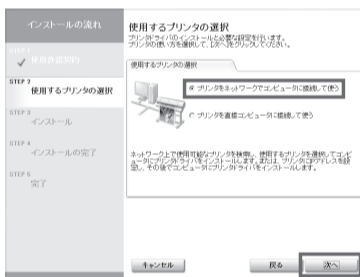 インストールの流れ
STEP 1
使用許諾契約
STEP 2
使用するプリンタの選択
STEP 3
インストール
STEP 4
インストールの完了
STEP 5
完了
使用するプリンタの選択
プリンタドライバのインストールと必要な設定を行います。
プリンタの使い方を選択して、[次へ]をクリックしてください。
使用するプリンタの選択
プリンタをネットワークでコンピュータに接続して使う
プリンタを直接コンピュータに接続して使う
ネットワーク上で使用可能なプリンタを検索し、使用するプリンタを選択してコンピ
ュータにプリンタドライバをインストールします。または、プリンタにIPアドレスを設
定し、その後でコンピュータにプリンタドライバをインストールします。
キャンセル
戻る
次へ